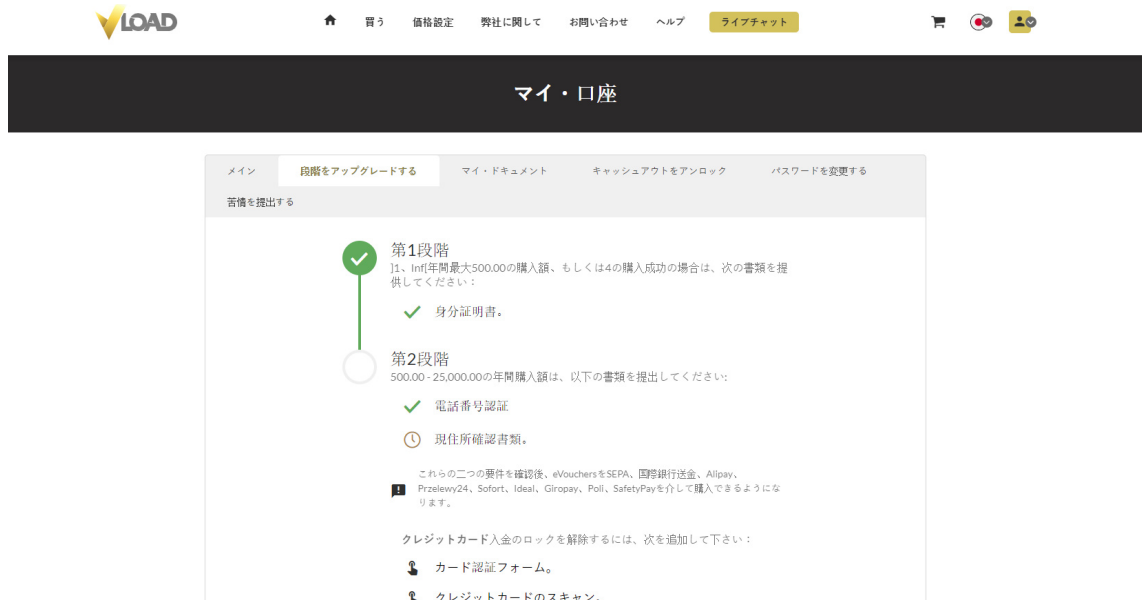 VLOAD
買う 価格設定 弊社に関して お問い合わせ ヘルプ ライブチャット
マイ・口座
メイン 段階をアップグレードする マイ・ドキュメント キャッシュアウトをアンロック パスワードを変更する
苦情を提出する
第1段階
]1、Inf[年間最大500.00の購入額、もしくは4の購入成功の場合は、次の書類を提
供してください：
身分証明書。
第2段階
500.00 - 25,000.00の年間購入額は、以下の書類を提出してください:
電話番号認証
現住所確認書類。
これらの二つの要件を確認後、eVouchersをSEPA、国際銀行送金、Alipay、
Przelewy24、Sofort、Ideal、Giropay、Poli、SafetyPayを介して購入できるようにな
ります。
クレジットカード入金のロックを解除するには、次を追加して下さい：
カード認証フォーム。
クレジットカードのスキャン。